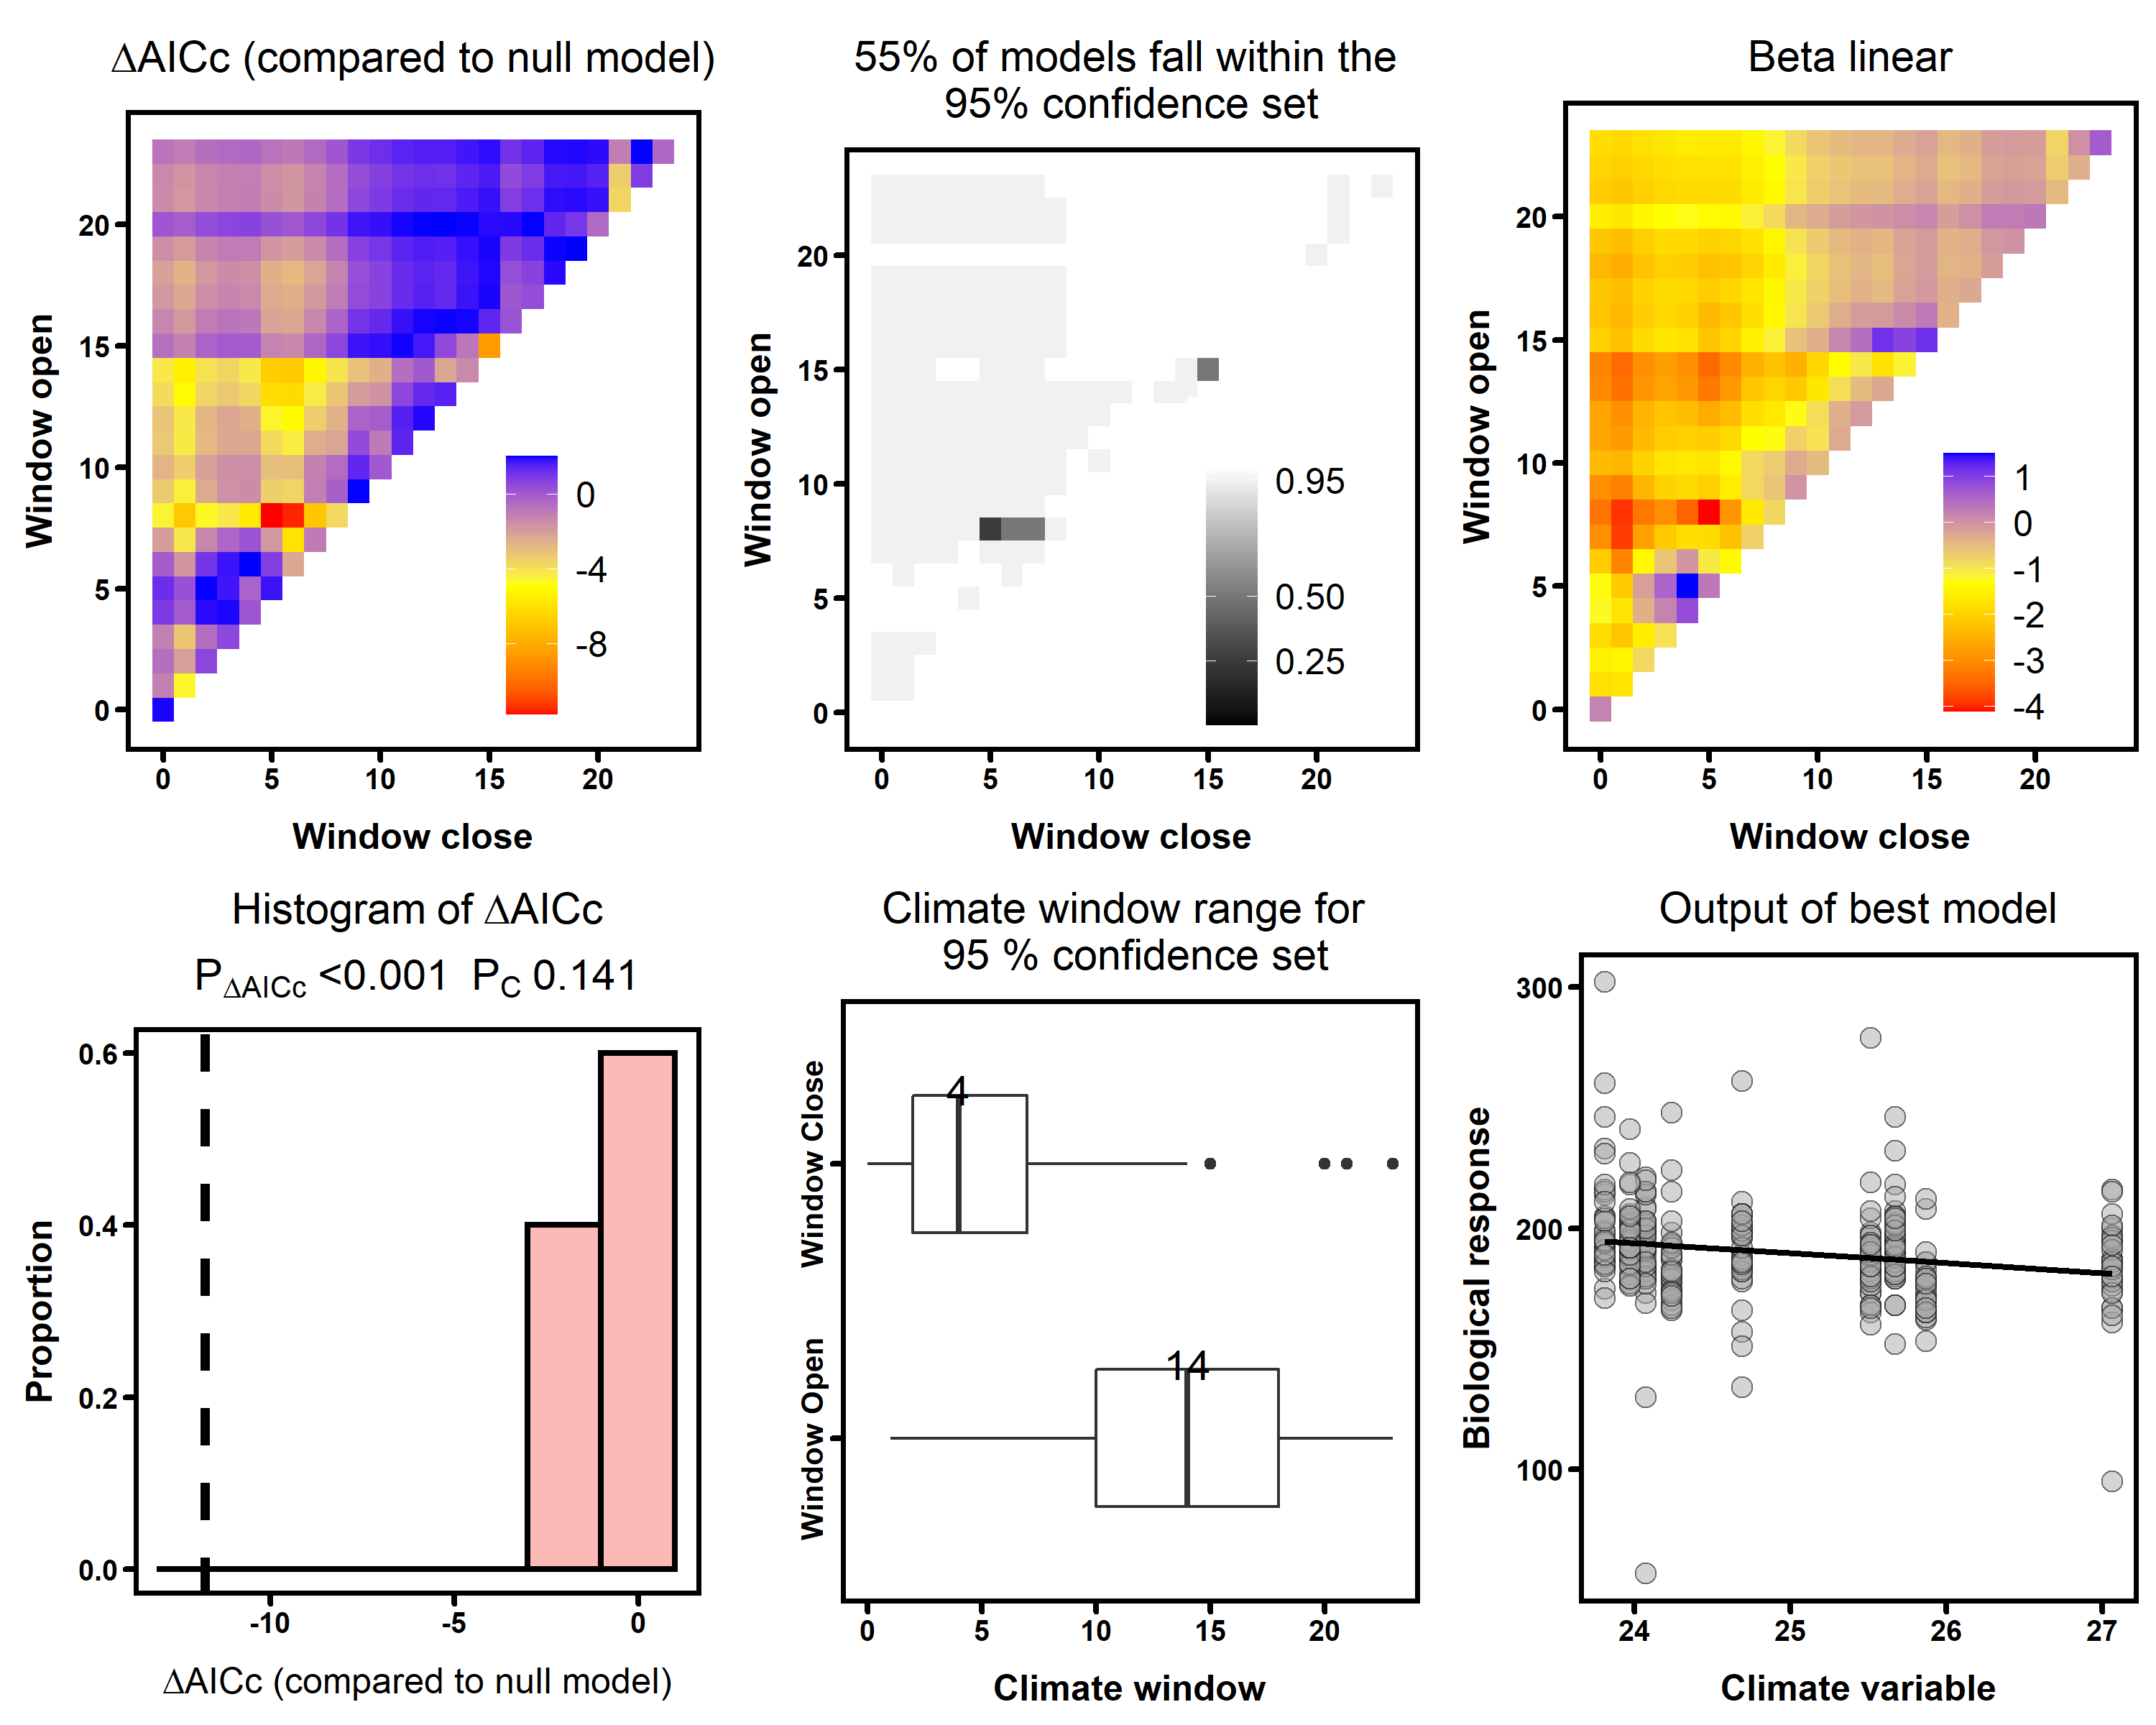 ΔAICc (compared to null model)
Window open
20
15
10
5
0
0
-4
-8
0 5 10 15 20
Window close
55% of models fall within the
95% confidence set
Window open
20
15
10
5
0
0.95
0.50
0.25
0 5 10 15 20
Window close
Beta linear
Window open
20
15
10
5
0
1
0
-1
-2
-3
-4
0 5 10 15 20
Window close
Histogram of ΔAICc
PΔAICc <0.001 PC 0.141
Proportion
0.6
0.4
0.2
0.0
-10 -5 0
ΔAICc (compared to null model)
Climate window range for
95 % confidence set
Window Close
4
Window Open
14
0 5 10 15 20
Climate window
Output of best model
Biological response
300
200
100
24 25 26 27
Climate variable